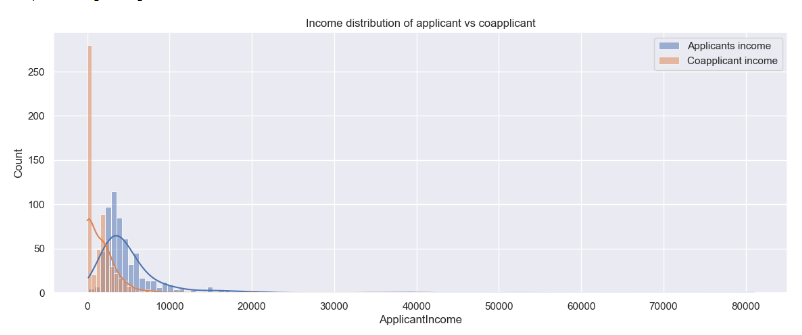 Income distribution of applicant vs coapplicant
Applicants income
Coapplicant income
250
200
150
100
50
0
Count
0 10000 20000 30000 40000 50000 60000 70000 80000
ApplicantIncome